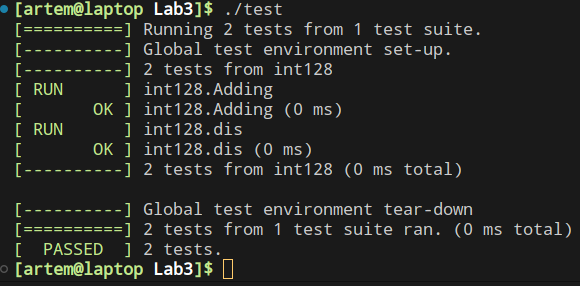 [artem@laptop Lab3]$ ./test
[==========] Running 2 tests from 1 test suite.
[----------] Global test environment set-up.
[----------] 2 tests from int128
[ RUN      ] int128.Adding
[       OK ] int128.Adding (0 ms)
[ RUN      ] int128.dis
[       OK ] int128.dis (0 ms)
[----------] 2 tests from int128 (0 ms total)

[----------] Global test environment tear-down
[==========] 2 tests from 1 test suite ran. (0 ms total)
[  PASSED  ] 2 tests.
[artem@laptop Lab3]$